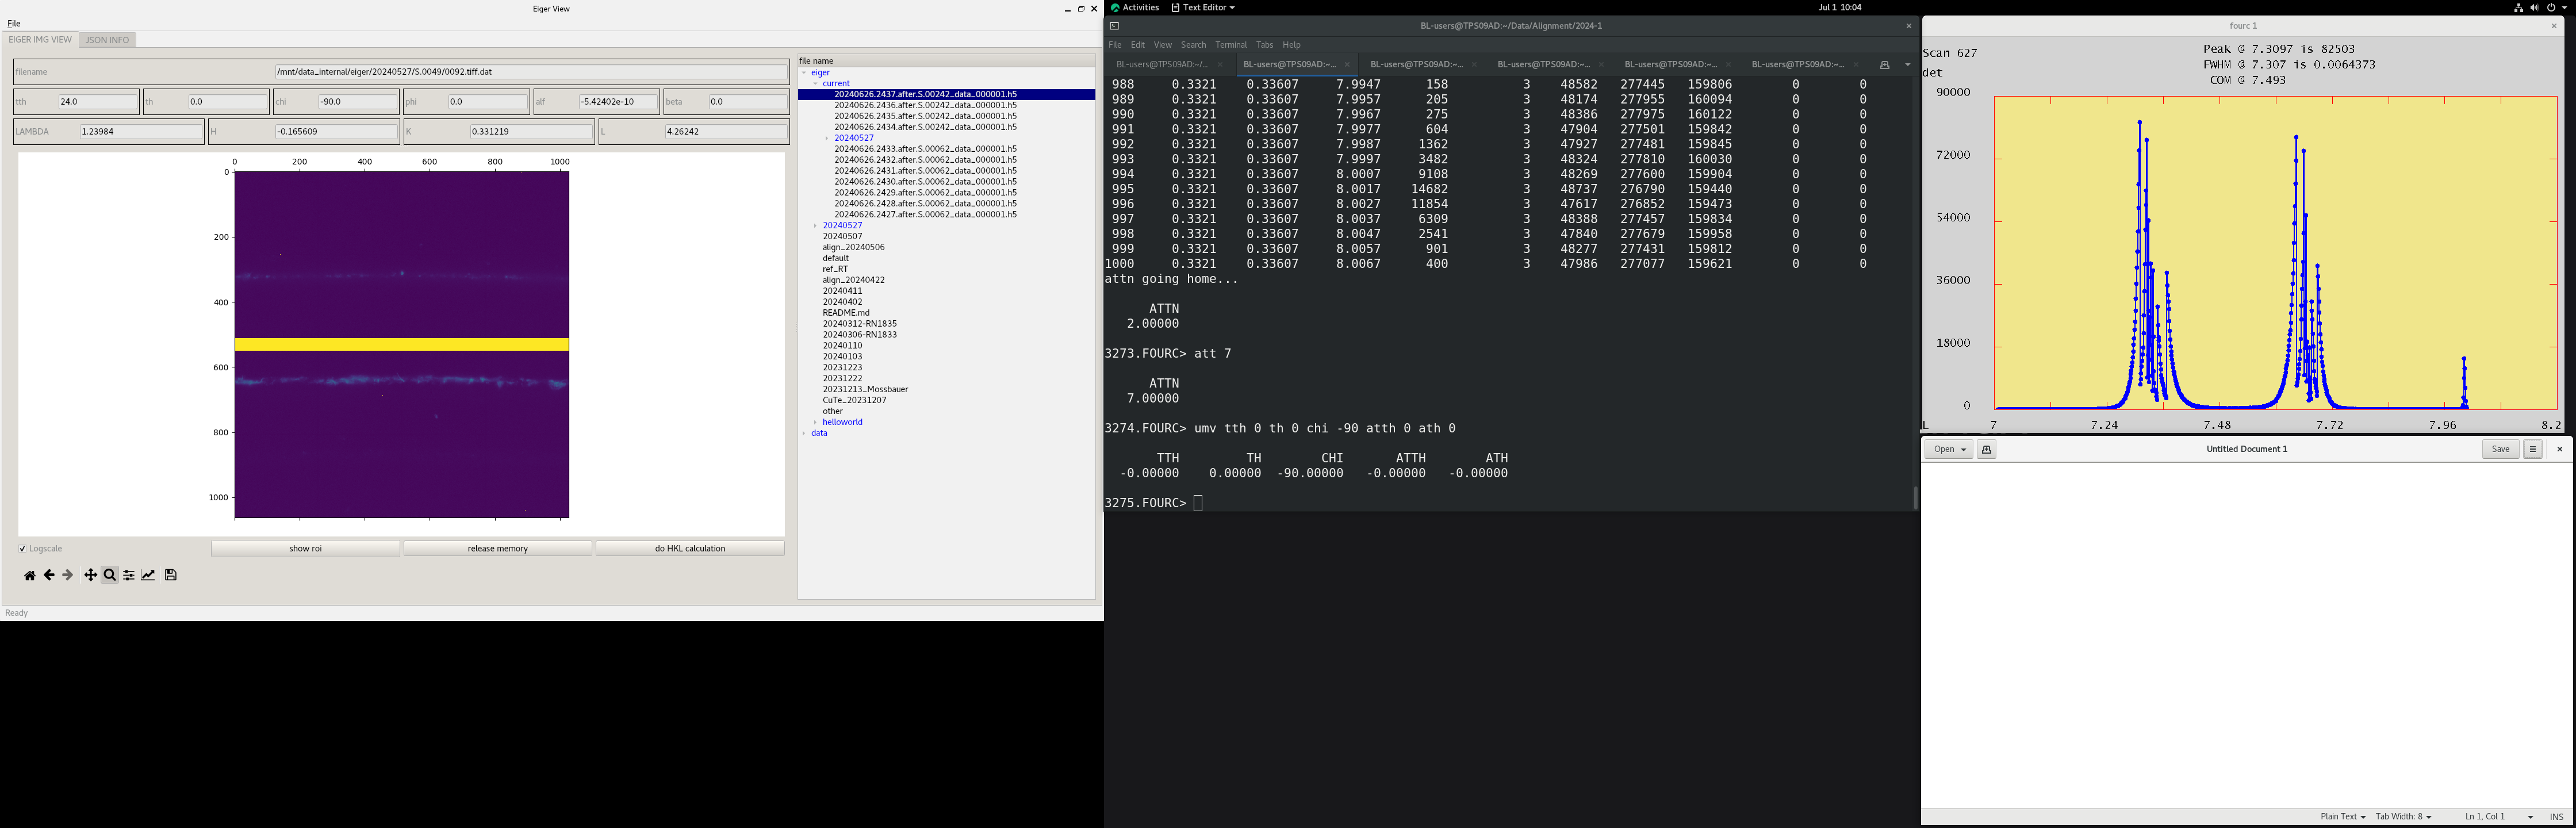 Eiger View
File
EIGER IMG VIEW JSON INFO
filename /mnt/data_internal/eiger/20240527/S.0049/0092.tiff.dat
tth 24.0 th 0.0 chi -90.0 phi 0.0 alf -5.42402e-10 beta 0.0
LAMBDA 1.23984 H -0.165609 K 0.331219 L 4.26242
0 200 400 600 800 1000
0
200
400
600
800
1000
Logscale
show roi release memory do HKL calculation
Ready
file name
eiger
current
20240626.2437.after.S.00242_data_000001.h5
20240626.2436.after.S.00242_data_000001.h5
20240626.2435.after.S.00242_data_000001.h5
20240626.2434.after.S.00242_data_000001.h5
20240527
20240626.2433.after.S.00062_data_000001.h5
20240626.2432.after.S.00062_data_000001.h5
20240626.2431.after.S.00062_data_000001.h5
20240626.2430.after.S.00062_data_000001.h5
20240626.2429.after.S.00062_data_000001.h5
20240626.2428.after.S.00062_data_000001.h5
20240626.2427.after.S.00062_data_000001.h5
20240527
20240507
align_20240506
default
ref_RT
align_20240422
20240411
20240402
README.md
20240312-RN1835
20240306-RN1833
20240110
20240103
20231223
20231222
20231213_Mossbauer
CuTe_20231207
other
helloworld
data
Activities Text Editor Jul 1 10:04
BL-users@TPS09AD:~/Data/Alignment/2024-1
File Edit View Search Terminal Tabs Help
BL-users@TPS09AD:~/... BL-users@TPS09AD:~... BL-users@TPS09AD:~... BL-users@TPS09AD:~... BL-users@TPS09AD:~... BL-users@TPS09AD:~...
988 0.3321 0.33607 7.9947 158 3 48582 277445 159806 0 0
989 0.3321 0.33607 7.9957 205 3 48174 277955 160094 0 0
990 0.3321 0.33607 7.9967 275 3 48386 277975 160122 0 0
991 0.3321 0.33607 7.9977 604 3 47904 277501 159842 0 0
992 0.3321 0.33607 7.9987 1362 3 47927 277481 159845 0 0
993 0.3321 0.33607 7.9997 3482 3 48324 277810 160030 0 0
994 0.3321 0.33607 8.0007 9108 3 48269 277600 159904 0 0
995 0.3321 0.33607 8.0017 14682 3 48737 276790 159440 0 0
996 0.3321 0.33607 8.0027 11854 3 47617 276852 159473 0 0
997 0.3321 0.33607 8.0037 6309 3 48388 277457 159834 0 0
998 0.3321 0.33607 8.0047 2541 3 47840 277679 159958 0 0
999 0.3321 0.33607 8.0057 901 3 48277 277431 159812 0 0
1000 0.3321 0.33607 8.0067 400 3 47986 277077 159621 0 0
attn going home...
ATTN
2.00000
3273.FOURC> att 7
ATTN
7.00000
3274.FOURC> umv tth 0 th 0 chi -90 atth 0 ath 0
TTH TH CHI ATTH ATH
-0.00000 0.00000 -90.00000 -0.00000 -0.00000
3275.FOURC>
fourc 1
Scan 627
det
Peak @ 7.3097 is 82503
FWHM @ 7.307 is 0.0064373
COM @ 7.493
90000
72000
54000
36000
18000
0
L 7 7.24 7.48 7.72 7.96 8.2
Open Untitled Document 1 Save
Plain Text Tab Width: 8 Ln 1, Col 1 INS